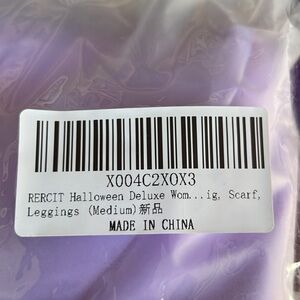 X004C2XOX3
RERCIT Halloween Deluxe Wom...ig, Scarf,
Leggings (Medium)新品
MADE IN CHINA